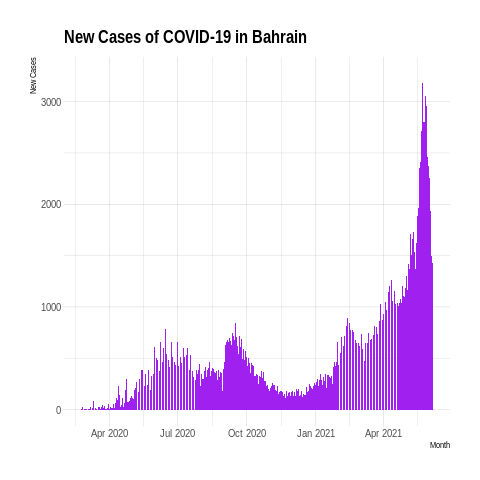 New Cases of COVID-19 in Bahrain
New Cases
3000
2000
1000
0
Apr 2020 Jul 2020 Oct 2020 Jan 2021 Apr 2021
Month